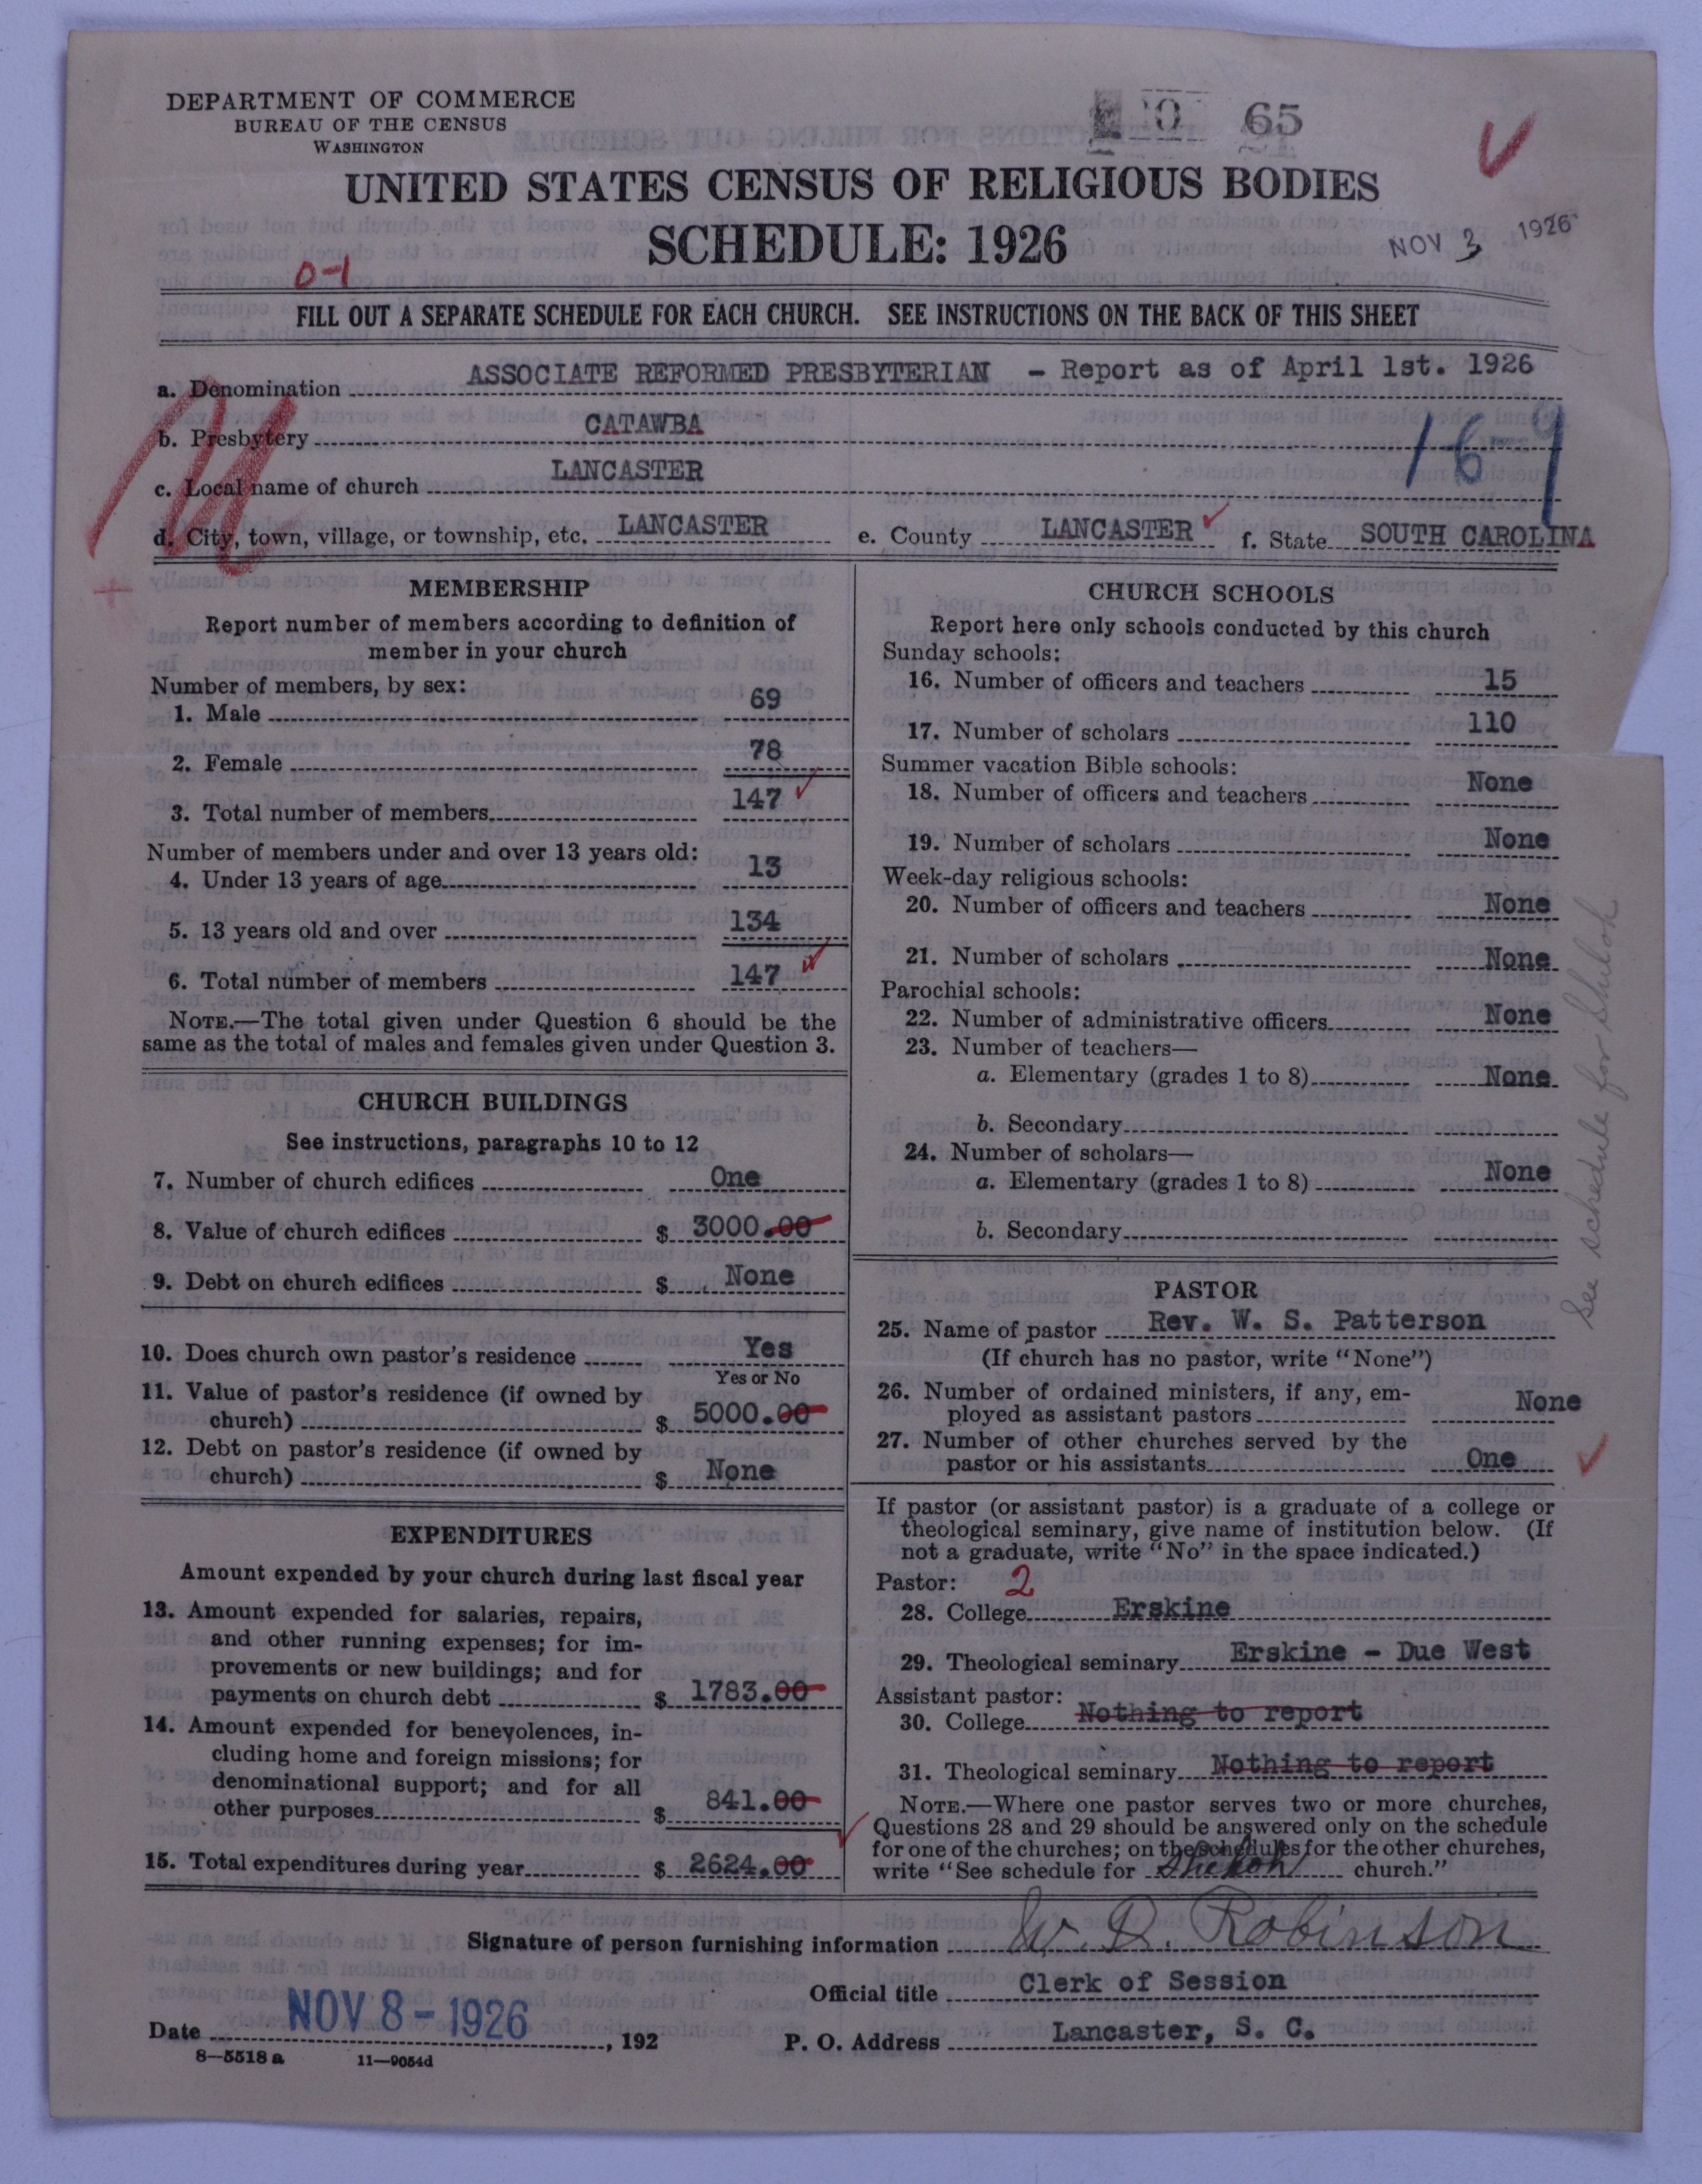 DEPARTMENT OF COMMERCE
BUREAU OF THE CENSUS
WASHINGTON
65
UNITED STATES CENSUS OF RELIGIOUS BODIES
SCHEDULE: 1926
NOV 3 1926
0-1
FILL OUT A SEPARATE SCHEDULE FOR EACH CHURCH. SEE INSTRUCTIONS ON THE BACK OF THIS SHEET
a. Denomination ASSOCIATE REFORMED PRESBYTERIAN - Report as of April 1st. 1926
b. Presbytery CATAWBA
16-9
c. Local name of church LANCASTER
d. City, town, village, or township, etc. LANCASTER e. County LANCASTER f. State SOUTH CAROLINA
MEMBERSHIP
Report number of members according to definition of
member in your church
Number of members, by sex:
1. Male 69
2. Female 78
3. Total number of members 147
Number of members under and over 13 years old:
4. Under 13 years of age 13
5. 13 years old and over 134
6. Total number of members 147
NOTE.—The total given under Question 6 should be the
same as the total of males and females given under Question 3.
CHURCH BUILDINGS
See instructions, paragraphs 10 to 12
7. Number of church edifices One
8. Value of church edifices $ 3000.00
9. Debt on church edifices $ None
10. Does church own pastor's residence Yes
Yes or No
11. Value of pastor's residence (if owned by
church) $ 5000.00
12. Debt on pastor's residence (if owned by
church) $ None
EXPENDITURES
Amount expended by your church during last fiscal year
13. Amount expended for salaries, repairs,
and other running expenses; for im-
provements or new buildings; and for
payments on church debt $ 1783.00
14. Amount expended for benevolences, in-
cluding home and foreign missions; for
denominational support; and for all
other purposes $ 841.00
15. Total expenditures during year $ 2624.00
CHURCH SCHOOLS
Report here only schools conducted by this church
Sunday schools:
16. Number of officers and teachers 15
17. Number of scholars 110
Summer vacation Bible schools:
18. Number of officers and teachers None
19. Number of scholars None
Week-day religious schools:
20. Number of officers and teachers None
21. Number of scholars None
Parochial schools:
22. Number of administrative officers None
23. Number of teachers—
a. Elementary (grades 1 to 8) None
b. Secondary
24. Number of scholars—
a. Elementary (grades 1 to 8) None
b. Secondary
PASTOR
25. Name of pastor Rev. W. S. Patterson
(If church has no pastor, write "None")
26. Number of ordained ministers, if any, em-
ployed as assistant pastors None
27. Number of other churches served by the
pastor or his assistants One
If pastor (or assistant pastor) is a graduate of a college or
theological seminary, give name of institution below. (If
not a graduate, write "No" in the space indicated.)
Pastor: 2
28. College Erskine
29. Theological seminary Erskine - Due West
Assistant pastor:
30. College Nothing to report
31. Theological seminary Nothing to report
NOTE.—Where one pastor serves two or more churches,
Questions 28 and 29 should be answered only on the schedule
for one of the churches; on the schedules for the other churches,
write "See schedule for Shiloh church."
See schedule for Shiloh
Signature of person furnishing information W. D. Robinson
Official title Clerk of Session
Date NOV 8 - 1926, 192 P. O. Address Lancaster, S. C.
8—5518 a 11—9054d